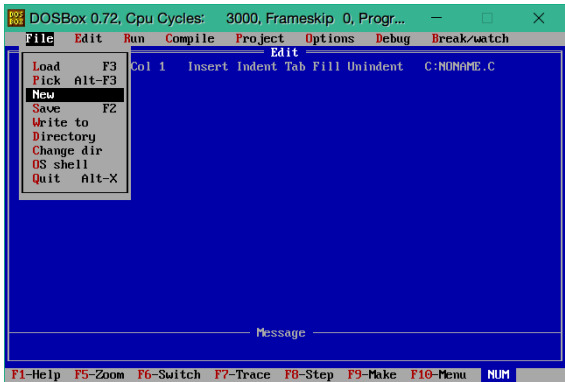 DOS BOX DOSBox 0.72, Cpu Cycles: 3000, Frameskip 0, Progr...
File Edit Run Compile Project Options Debug Break/watch
Edit
Col 1 Insert Indent Tab Fill Unindent C:NONAME.C
Load F3
Pick Alt-F3
New
Save F2
Write to
Directory
Change dir
OS shell
Quit Alt-X
Message
F1-Help F5-Zoom F6-Switch F7-Trace F8-Step F9-Make F10-Menu NUM